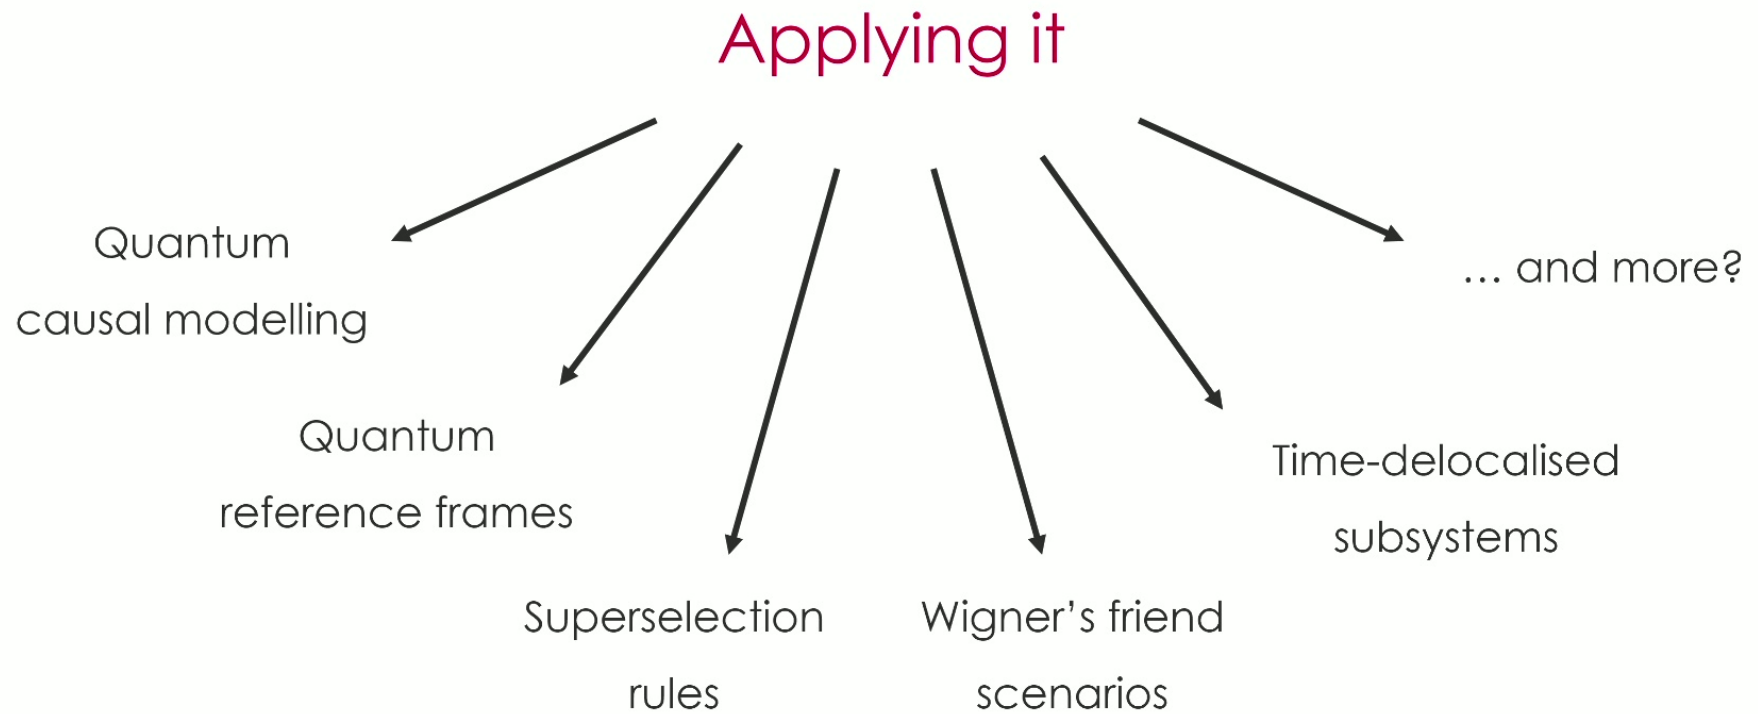 Applying it
Quantum
causal modelling
Quantum
reference frames
Superselection
rules
Wigner’s friend
scenarios
Time-delocalised
subsystems
… and more?